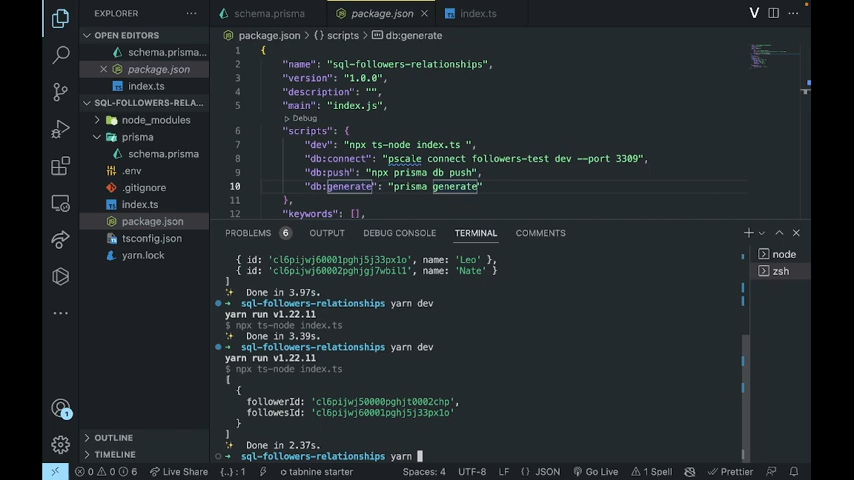 EXPLORER
schema.prisma
package.json
index.ts
OPEN EDITORS
schema.prisma...
package.json
index.ts
SQL-FOLLOWERS-RELA...
node_modules
prisma
schema.prisma
.env
.gitignore
index.ts
package.json
tsconfig.json
yarn.lock
OUTLINE
TIMELINE
package.json > {} scripts > db:generate
1 {
2 "name": "sql-followers-relationships",
3 "version": "1.0.0",
4 "description": "",
5 "main": "index.js",
Debug
6 "scripts": {
7 "dev": "npx ts-node index.ts ",
8 "db:connect": "pscale connect followers-test dev --port 3309",
9 "db:push": "npx prisma db push",
10 "db:generate": "prisma generate"
11 },
12 "keywords": [],
PROBLEMS 6 OUTPUT DEBUG CONSOLE TERMINAL COMMENTS
{ id: 'cl6pijwj60001pghj5j33px1o', name: 'Leo' },
{ id: 'cl6pijwj60002pghjgj7wbil1', name: 'Nate' }
]
Done in 3.97s.
sql-followers-relationships yarn dev
yarn run v1.22.11
$ npx ts-node index.ts
Done in 3.39s.
sql-followers-relationships yarn dev
yarn run v1.22.11
$ npx ts-node index.ts
[
{
followerId: 'cl6pijwj50000pghjt0002chp',
followesId: 'cl6pijwj60001pghj5j33px1o'
}
]
Done in 2.37s.
sql-followers-relationships yarn
node
zsh
1
0 0 6 Live Share {..} : 1 tabnine starter Spaces: 4 UTF-8 LF {} JSON Go Live 1 Spell Prettier